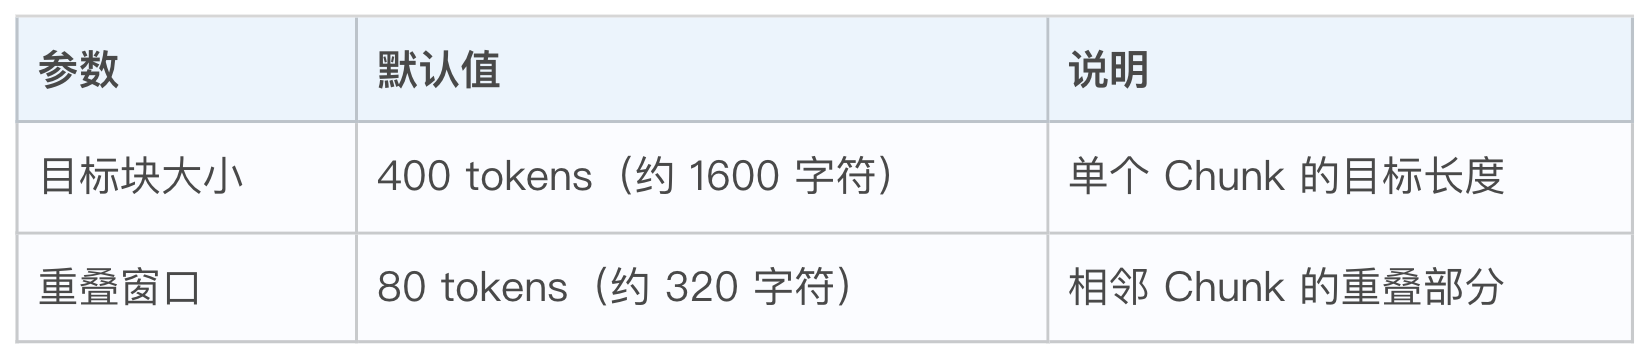 参数 默认值 说明
目标块大小 400 tokens（约 1600 字符） 单个 Chunk 的目标长度
重叠窗口 80 tokens（约 320 字符） 相邻 Chunk 的重叠部分